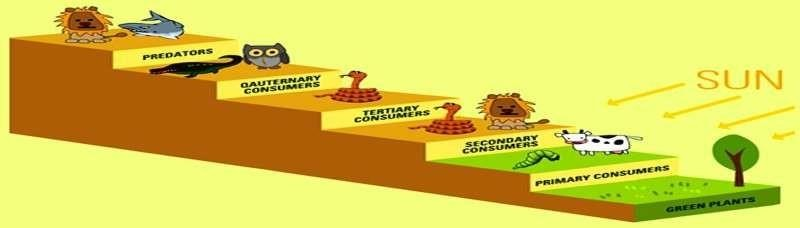 PREDATORS
QAUTERNARY
CONSUMERS
TERTIARY
CONSUMERS
SECONDARY
CONSUMERS
PRIMARY CONSUMERS
GREEN PLANTS
SUN